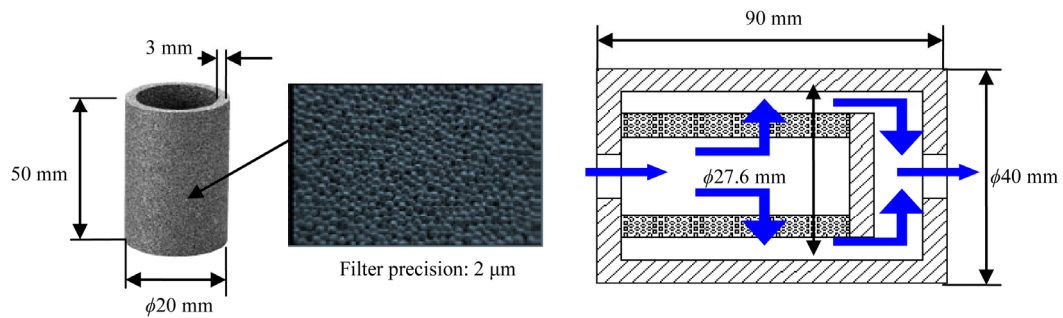 3 mm
50 mm
ϕ20 mm
Filter precision: 2 μm
90 mm
ϕ27.6 mm
ϕ40 mm